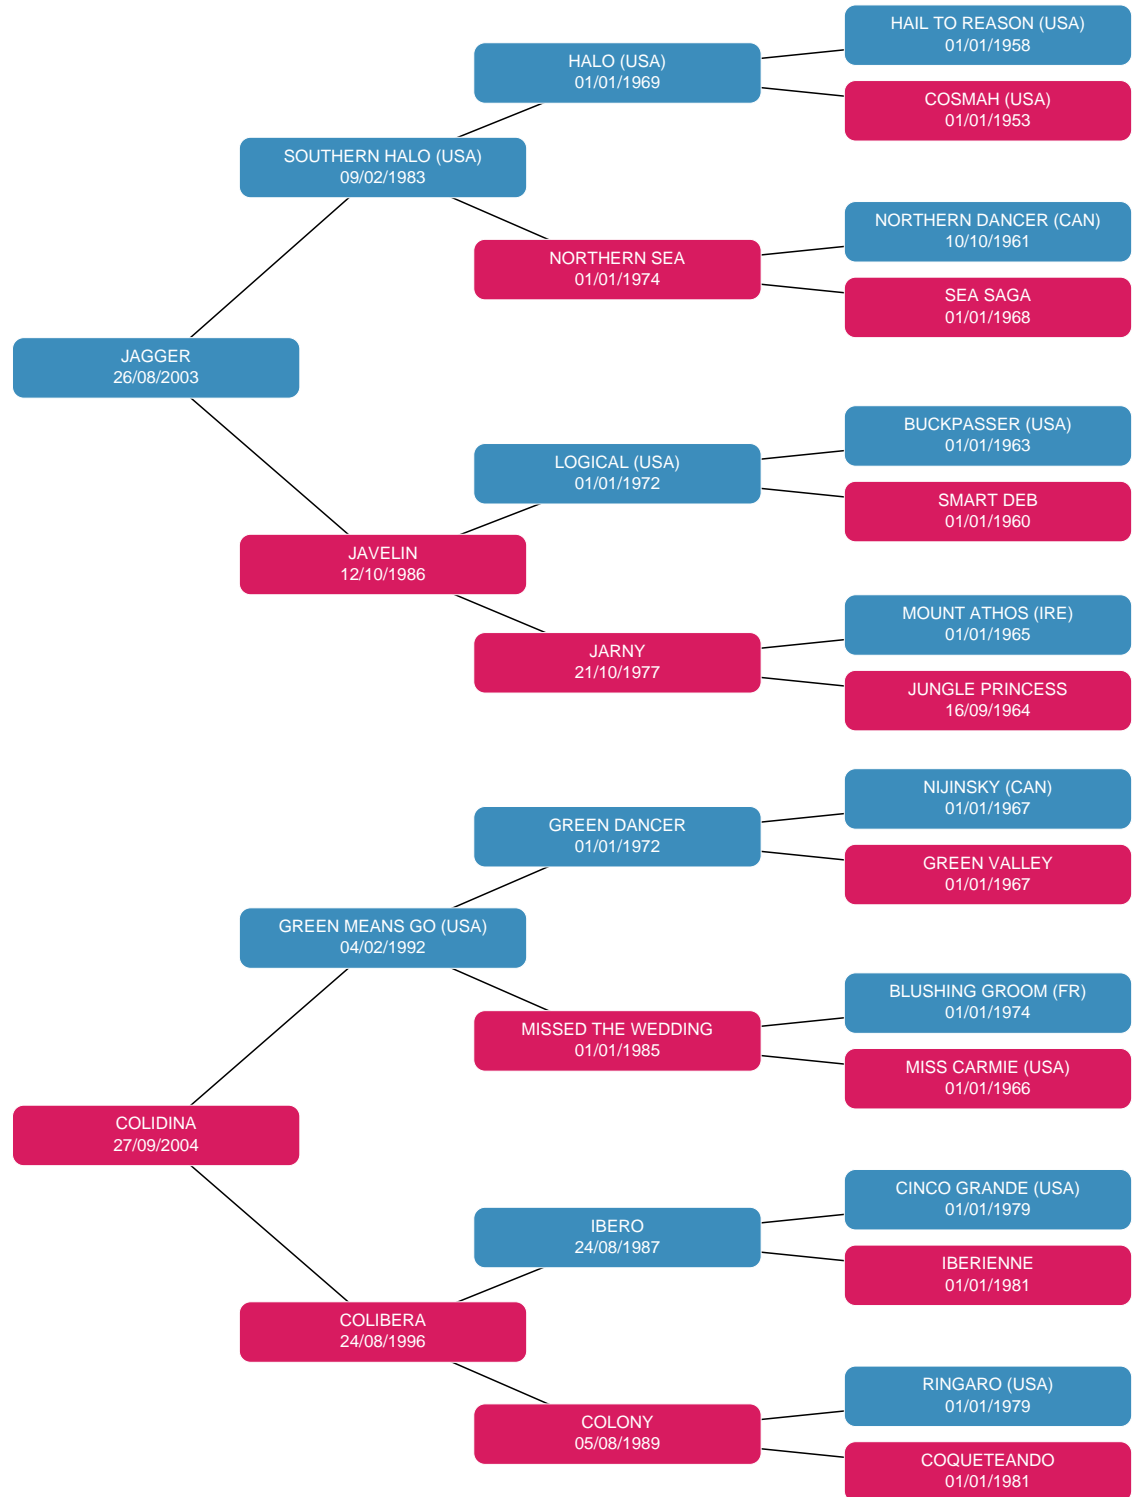 HAIL TO REASON (USA)
01/01/1958
HALO (USA)
01/01/1969
COSMAH (USA)
01/01/1953
SOUTHERN HALO (USA)
09/02/1983
NORTHERN DANCER (CAN)
10/10/1961
NORTHERN SEA
01/01/1974
SEA SAGA
01/01/1968
JAGGER
26/08/2003
BUCKPASSER (USA)
01/01/1963
LOGICAL (USA)
01/01/1972
SMART DEB
01/01/1960
JAVELIN
12/10/1986
MOUNT ATHOS (IRE)
01/01/1965
JARNY
21/10/1977
JUNGLE PRINCESS
16/09/1964
NIJINSKY (CAN)
01/01/1967
GREEN DANCER
01/01/1972
GREEN VALLEY
01/01/1967
GREEN MEANS GO (USA)
04/02/1992
BLUSHING GROOM (FR)
01/01/1974
MISSED THE WEDDING
01/01/1985
MISS CARMIE (USA)
01/01/1966
COLIDINA
27/09/2004
CINCO GRANDE (USA)
01/01/1979
IBERO
24/08/1987
IBERIENNE
01/01/1981
COLIBERA
24/08/1996
RINGARO (USA)
01/01/1979
COLONY
05/08/1989
COQUETEANDO
01/01/1981